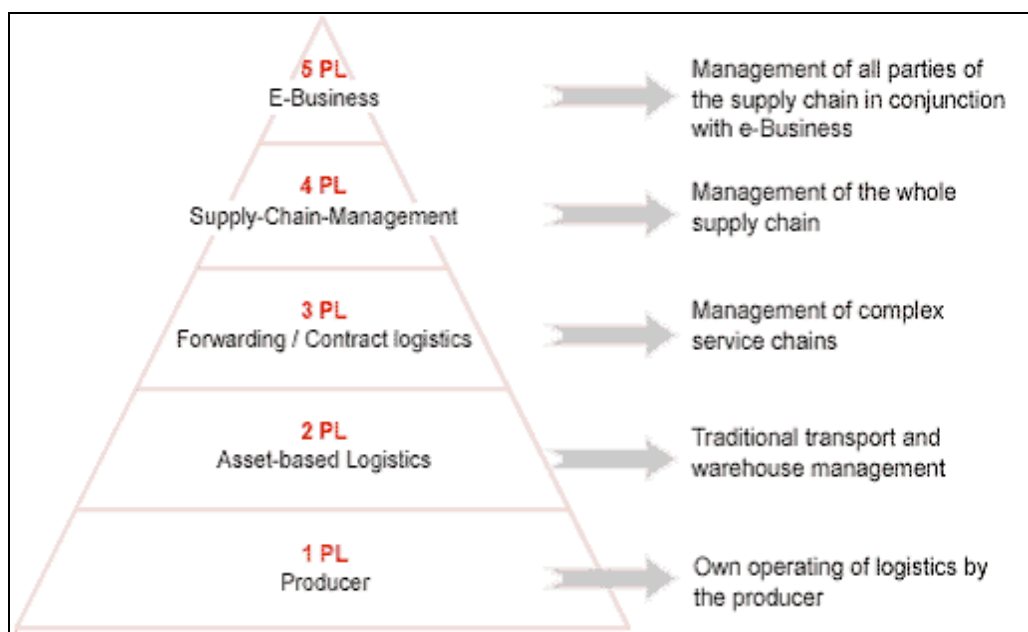 5 PL
E-Business
Management of all parties of
the supply chain in conjunction
with e-Business
4 PL
Supply-Chain-Management
Management of the whole
supply chain
3 PL
Forwarding / Contract logistics
Management of complex
service chains
2 PL
Asset-based Logistics
Traditional transport and
warehouse management
1 PL
Producer
Own operating of logistics by
the producer